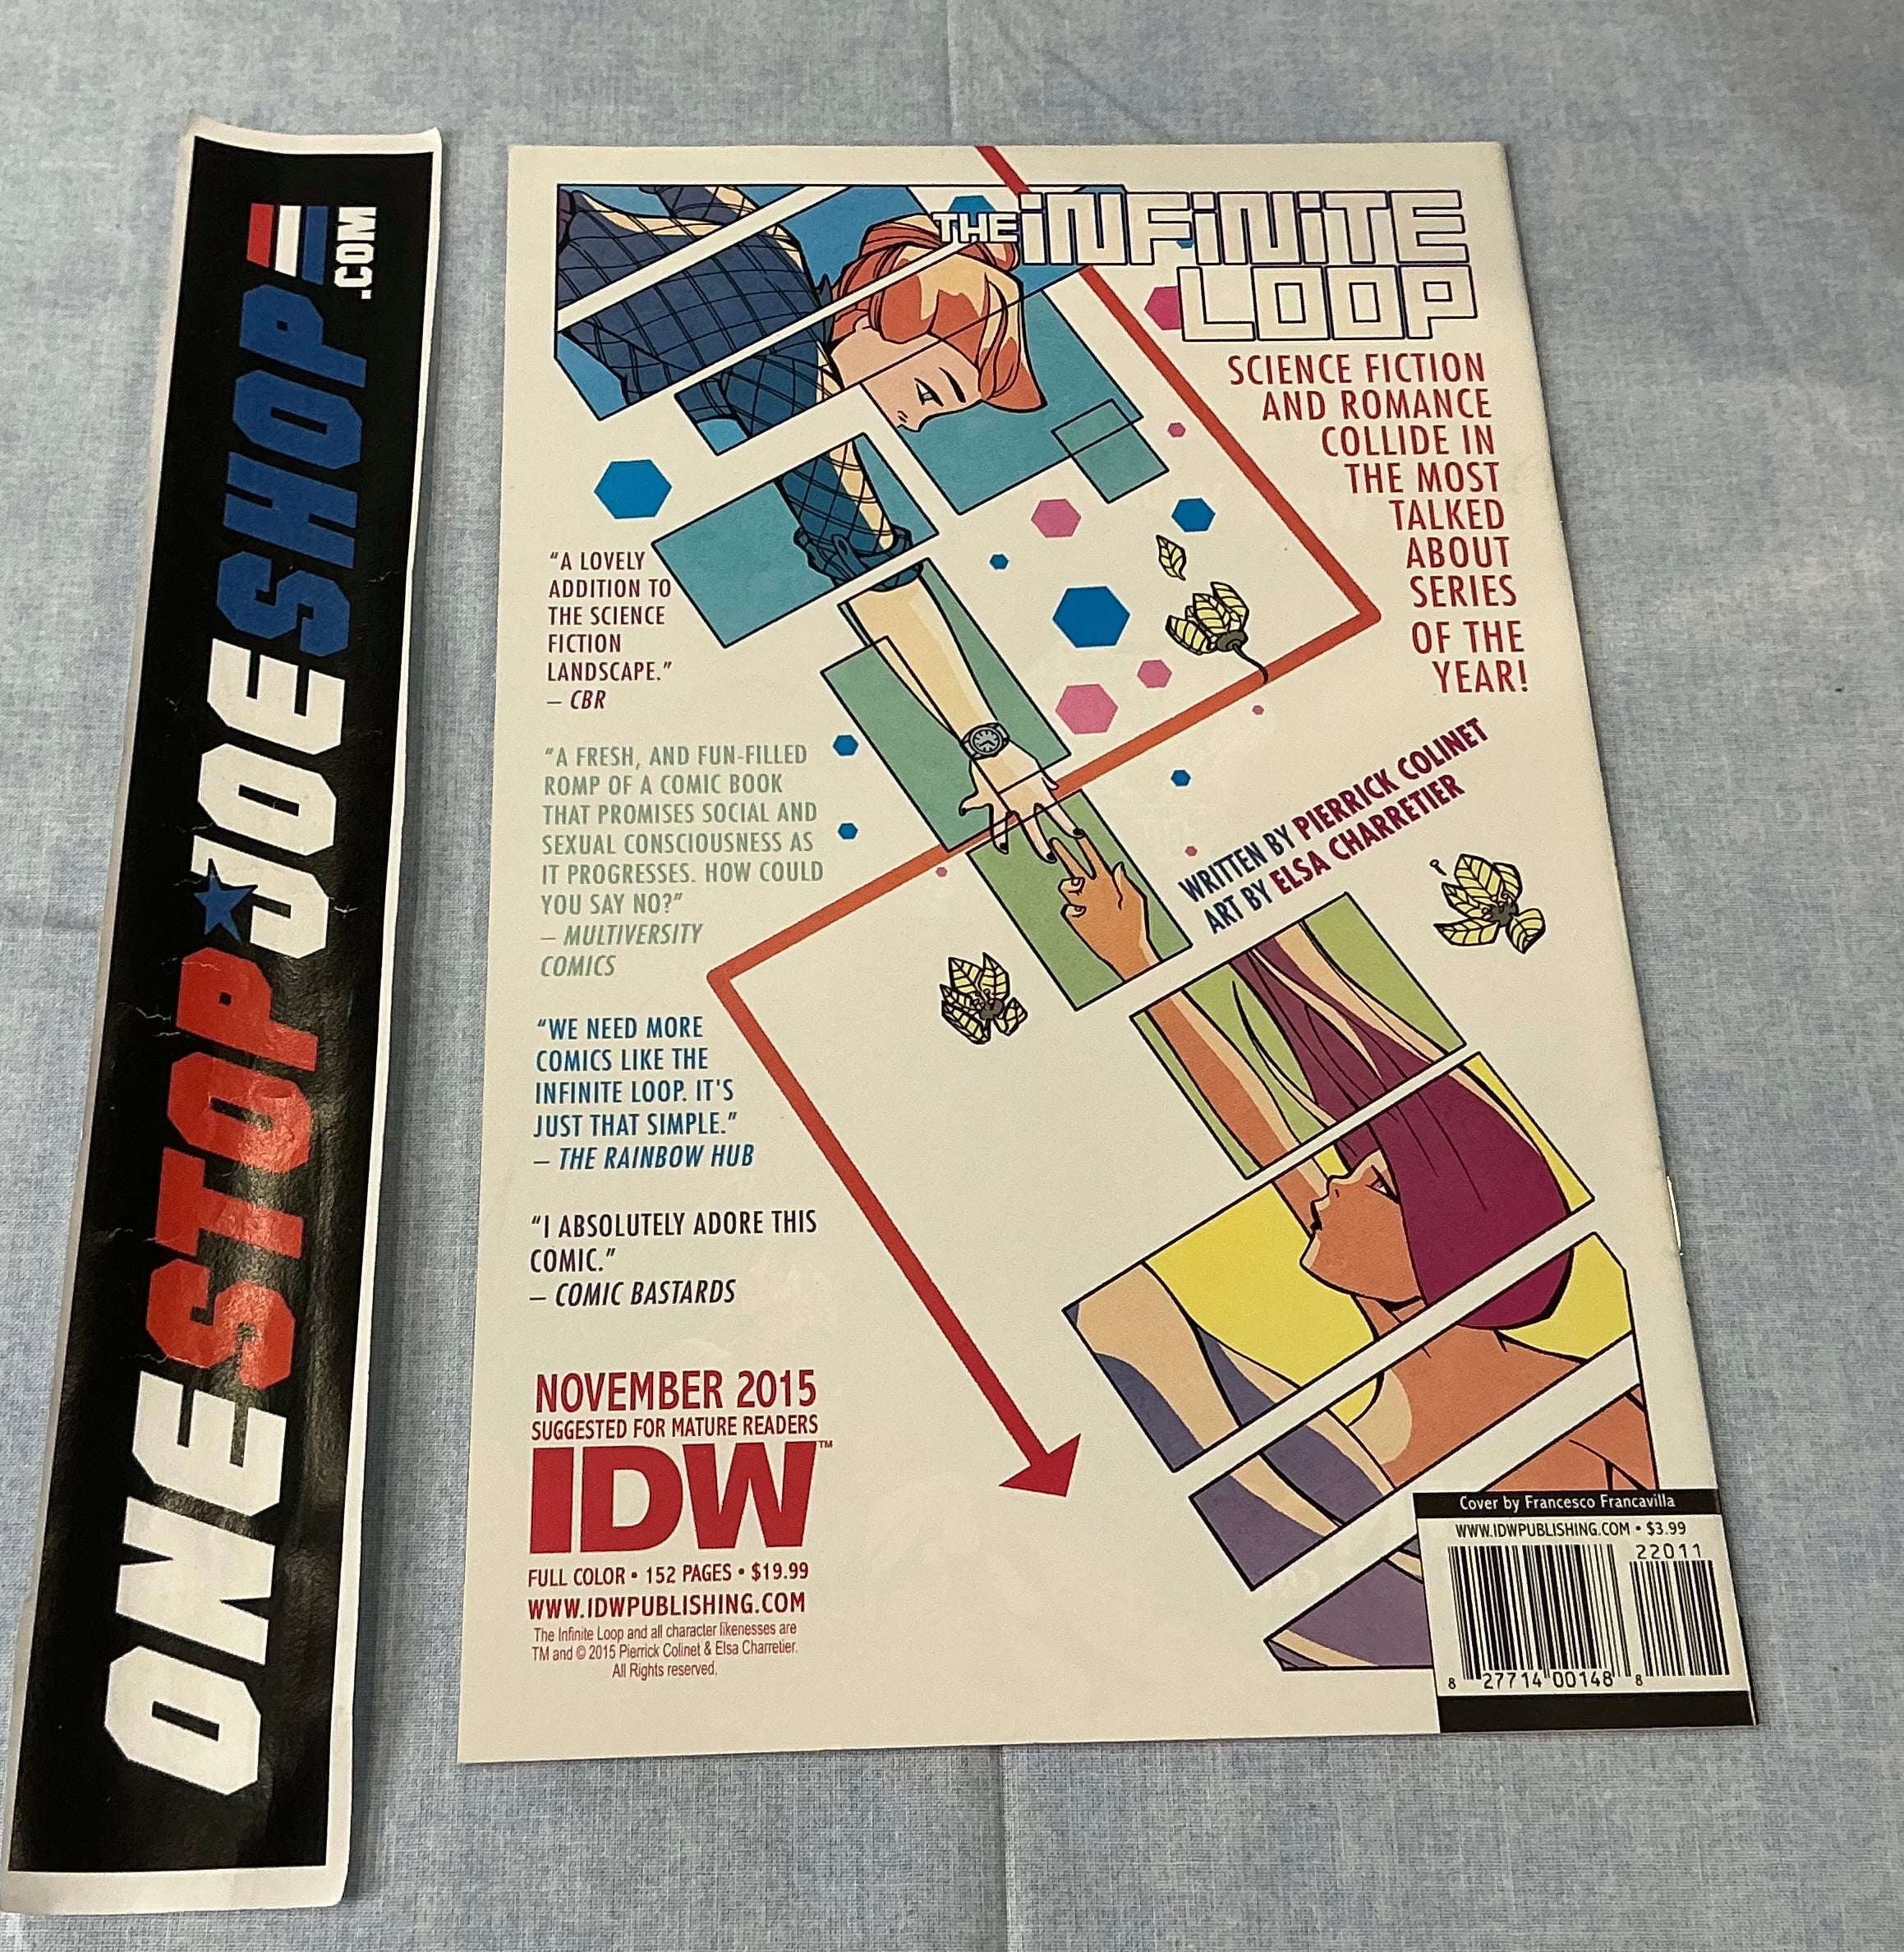 ONESTOPJOESHOP
.COM
THE INFINITE
LOOP
SCIENCE FICTION
AND ROMANCE
COLLIDE IN
THE MOST
TALKED
ABOUT
SERIES
OF THE
YEAR!
"A LOVELY
ADDITION TO
THE SCIENCE
FICTION
LANDSCAPE."
– CBR
"A FRESH, AND FUN-FILLED
ROMP OF A COMIC BOOK
THAT PROMISES SOCIAL AND
SEXUAL CONSCIOUSNESS AS
IT PROGRESSES. HOW COULD
YOU SAY NO?"
– MULTIVERSITY
COMICS
WRITTEN BY PIERRICK COLINET
ART BY ELSA CHARRETIER
"WE NEED MORE
COMICS LIKE THE
INFINITE LOOP. IT'S
JUST THAT SIMPLE."
– THE RAINBOW HUB
"I ABSOLUTELY ADORE THIS
COMIC."
– COMIC BASTARDS
NOVEMBER 2015
SUGGESTED FOR MATURE READERS
IDW™
FULL COLOR • 152 PAGES • $19.99
WWW.IDWPUBLISHING.COM
The Infinite Loop and all character likenesses are
TM and © 2015 Pierrick Colinet & Elsa Charretier.
All Rights reserved.
Cover by Francesco Francavilla
WWW.IDWPUBLISHING.COM • $3.99
22011
8 27714 00148 8